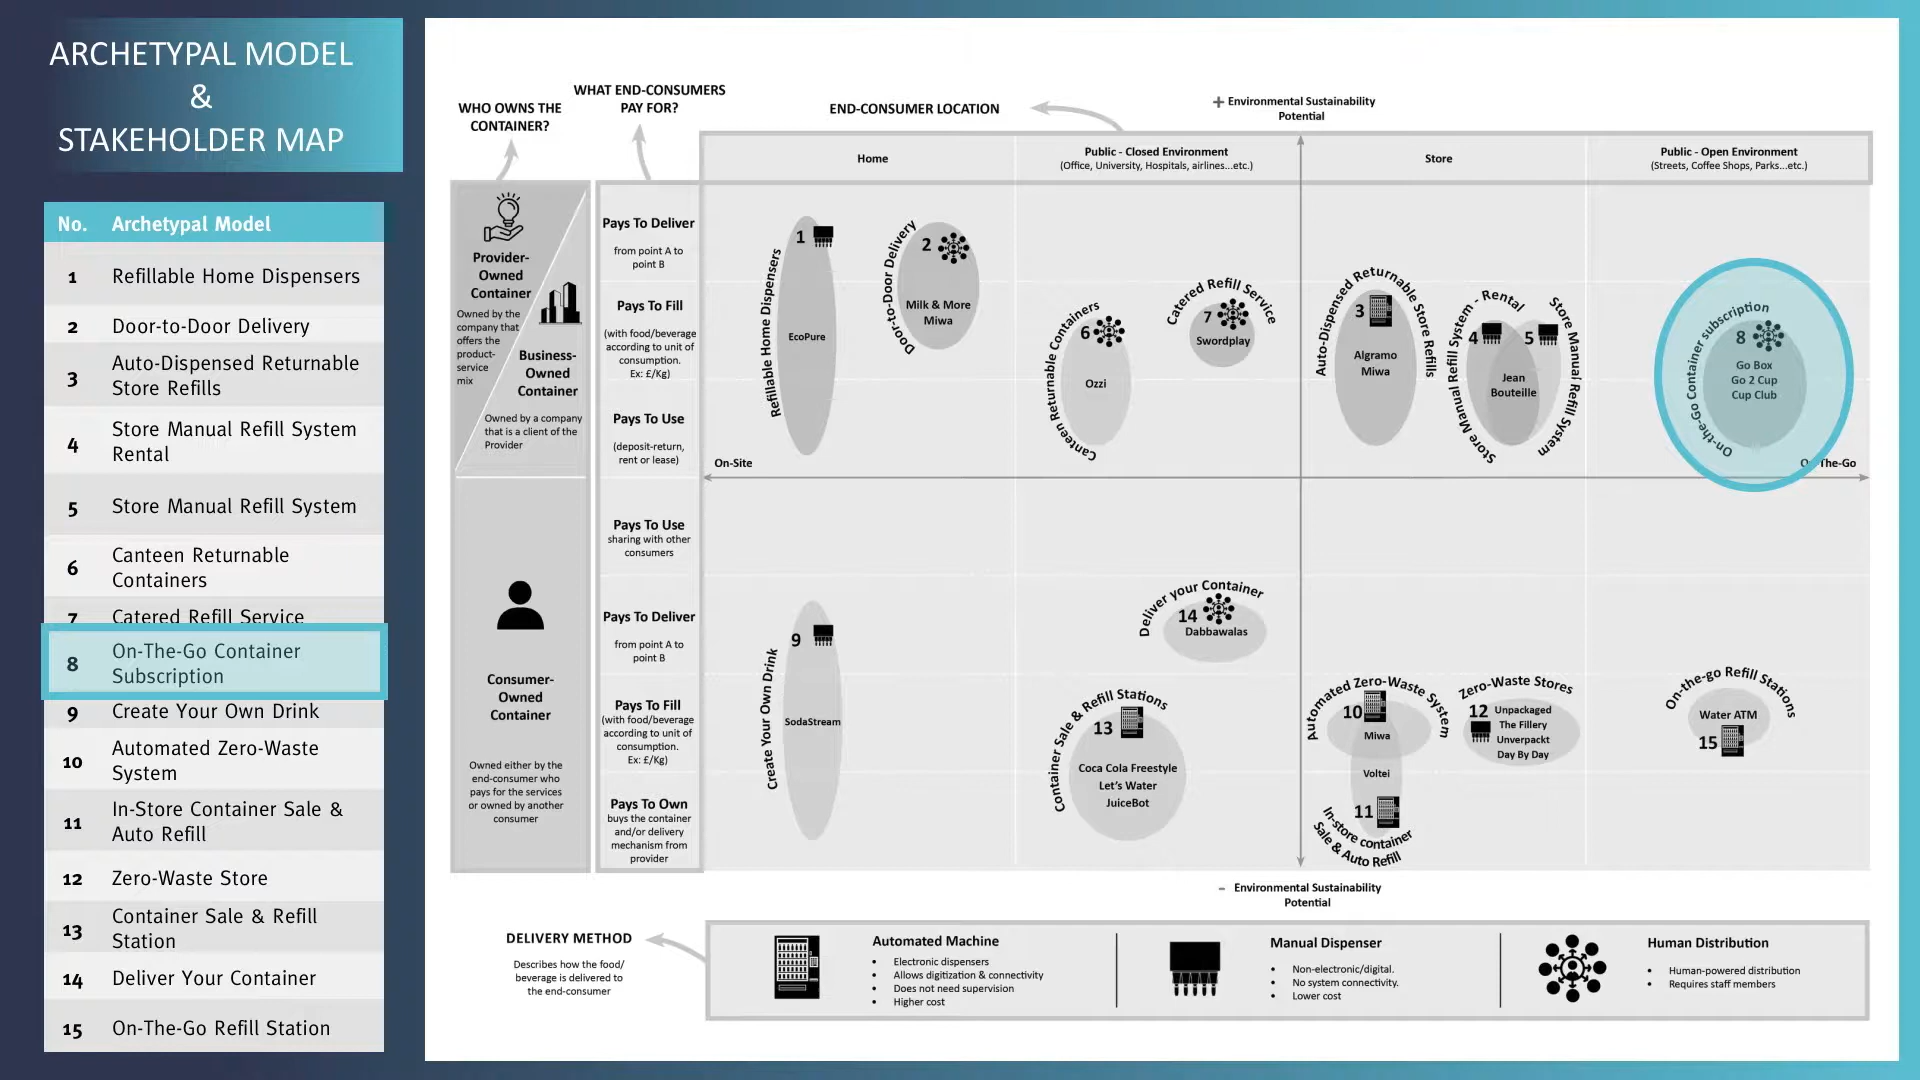 ARCHETYPAL MODEL
&
STAKEHOLDER MAP
No. Archetypal Model
1 Refillable Home Dispensers
2 Door-to-Door Delivery
3 Auto-Dispensed Returnable
Store Refills
4 Store Manual Refill System
Rental
5 Store Manual Refill System
6 Canteen Returnable
Containers
7 Catered Refill Service
8 On-The-Go Container
Subscription
9 Create Your Own Drink
10 Automated Zero-Waste
System
11 In-Store Container Sale &
Auto Refill
12 Zero-Waste Store
13 Container Sale & Refill
Station
14 Deliver Your Container
15 On-The-Go Refill Station
WHO OWNS THE
CONTAINER?
WHAT END-CONSUMERS
PAY FOR?
END-CONSUMER LOCATION
+ Environmental Sustainability
Potential
Home
Public - Closed Environment
(Office, University, Hospitals, airlines...etc.)
Store
Public - Open Environment
(Streets, Coffee Shops, Parks...etc.)
Provider-
Owned
Container
Owned by the
company that
offers the
product-
service
mix
Business-
Owned
Container
Owned by a company
that is a client of the
Provider
Consumer-
Owned
Container
Owned either by the
end-consumer who
pays for the services
or owned by another
consumer
Pays To Deliver
from point A to
point B
Pays To Fill
(with food/beverage
according to unit of
consumption.
Ex: £/Kg)
Pays To Use
(deposit-return,
rent or lease)
Pays To Use
sharing with other
consumers
Pays To Deliver
from point A to
point B
Pays To Fill
(with food/beverage
according to unit of
consumption.
Ex: £/Kg)
Pays To Own
buys the container
and/or delivery
mechanism from
provider
On-Site
Refillable Home Dispensers
1
EcoPure
Door-to-Door Delivery
2
Milk & More
Miwa
Canteen Returnable Containers
6
Ozzi
Catered Refill Service
7
Swordplay
Auto-Dispensed Returnable Store Refills
3
Algramo
Miwa
Store Manual Refill System - Rental
4
5
Jean
Bouteille
Store Manual Refill System
On-the-Go Container subscription
8
Go Box
Go 2 Cup
Cup Club
On-The-Go
Create Your Own Drink
9
SodaStream
Deliver your Container
14
Dabbawalas
Container Sale & Refill Stations
13
Coca Cola Freestyle
Let's Water
JuiceBot
Automated Zero-Waste System
10
Miwa
Voltei
11
In-store container
Sale & Auto Refill
Zero-Waste Stores
12
Unpackaged
The Fillery
Unverpackt
Day By Day
On-the-go Refill Stations
Water ATM
15
- Environmental Sustainability
Potential
DELIVERY METHOD
Describes how the food/
beverage is delivered to
the end-consumer
Automated Machine
• Electronic dispensers
• Allows digitization & connectivity
• Does not need supervision
• Higher cost
Manual Dispenser
• Non-electronic/digital.
• No system connectivity.
• Lower cost
Human Distribution
• Human-powered distribution
• Requires staff members